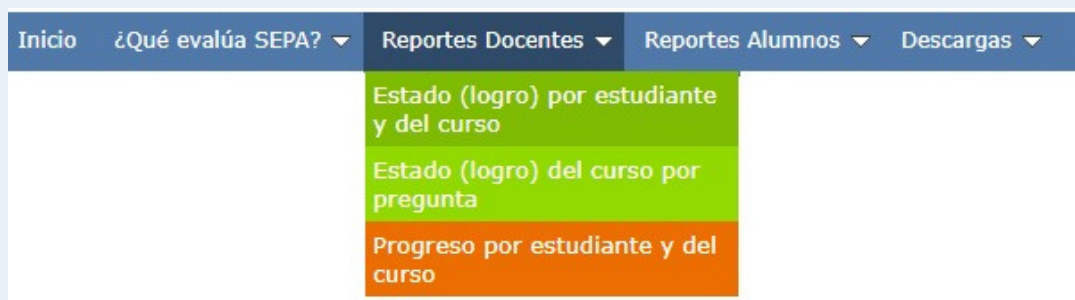 Inicio ¿Qué evalúa SEPA? Reportes Docentes Reportes Alumnos Descargas
Estado (logro) por estudiante
y del curso
Estado (logro) del curso por
pregunta
Progreso por estudiante y del
curso